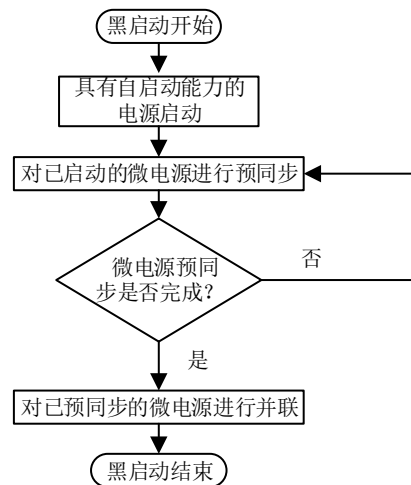 黑启动开始
具有自启动能力的
电源启动
对已启动的微电源进行预同步
微电源预同
步是否完成？
否
是
对已预同步的微电源进行并联
黑启动结束